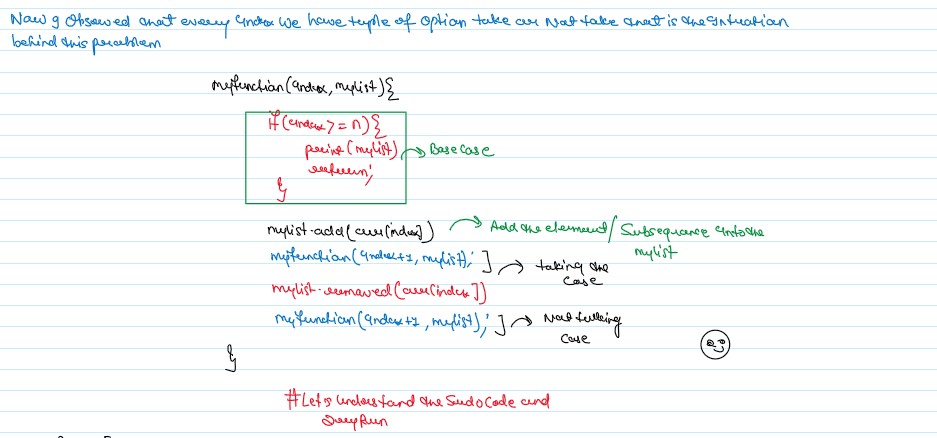 Now I Observed that every index we have tuple of option take or Not take that is the intuation
behind this problem
myfunction(index, mylist){
if(index>=n){
print(mylist) Base case
return;
}
mylist.add(arr[index]) Add the element/ Subsequance into the
mylist
myfunction(index+1, mylist); ] taking the
case
mylist.removed(arr[index])
myfunction(index+1, mylist); ] Not taking
case
}
#Let's understand the Sudo Code and
Dry Run